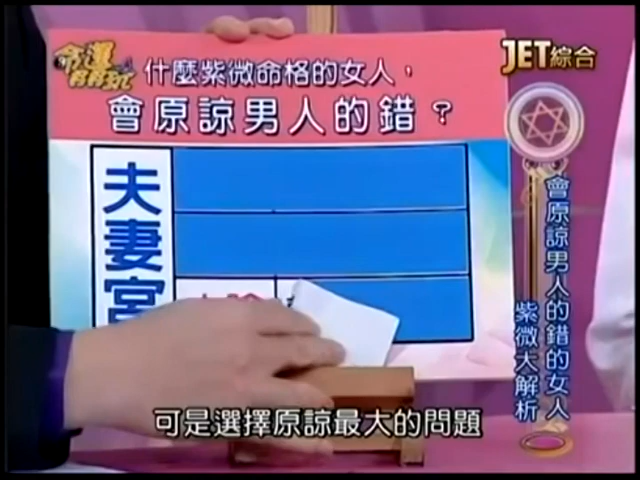 命運好好玩
JET綜合
什麼紫微命格的女人，
會原諒男人的錯？
夫妻宮
會原諒男人的錯的女人
紫微大解析
可是選擇原諒最大的問題